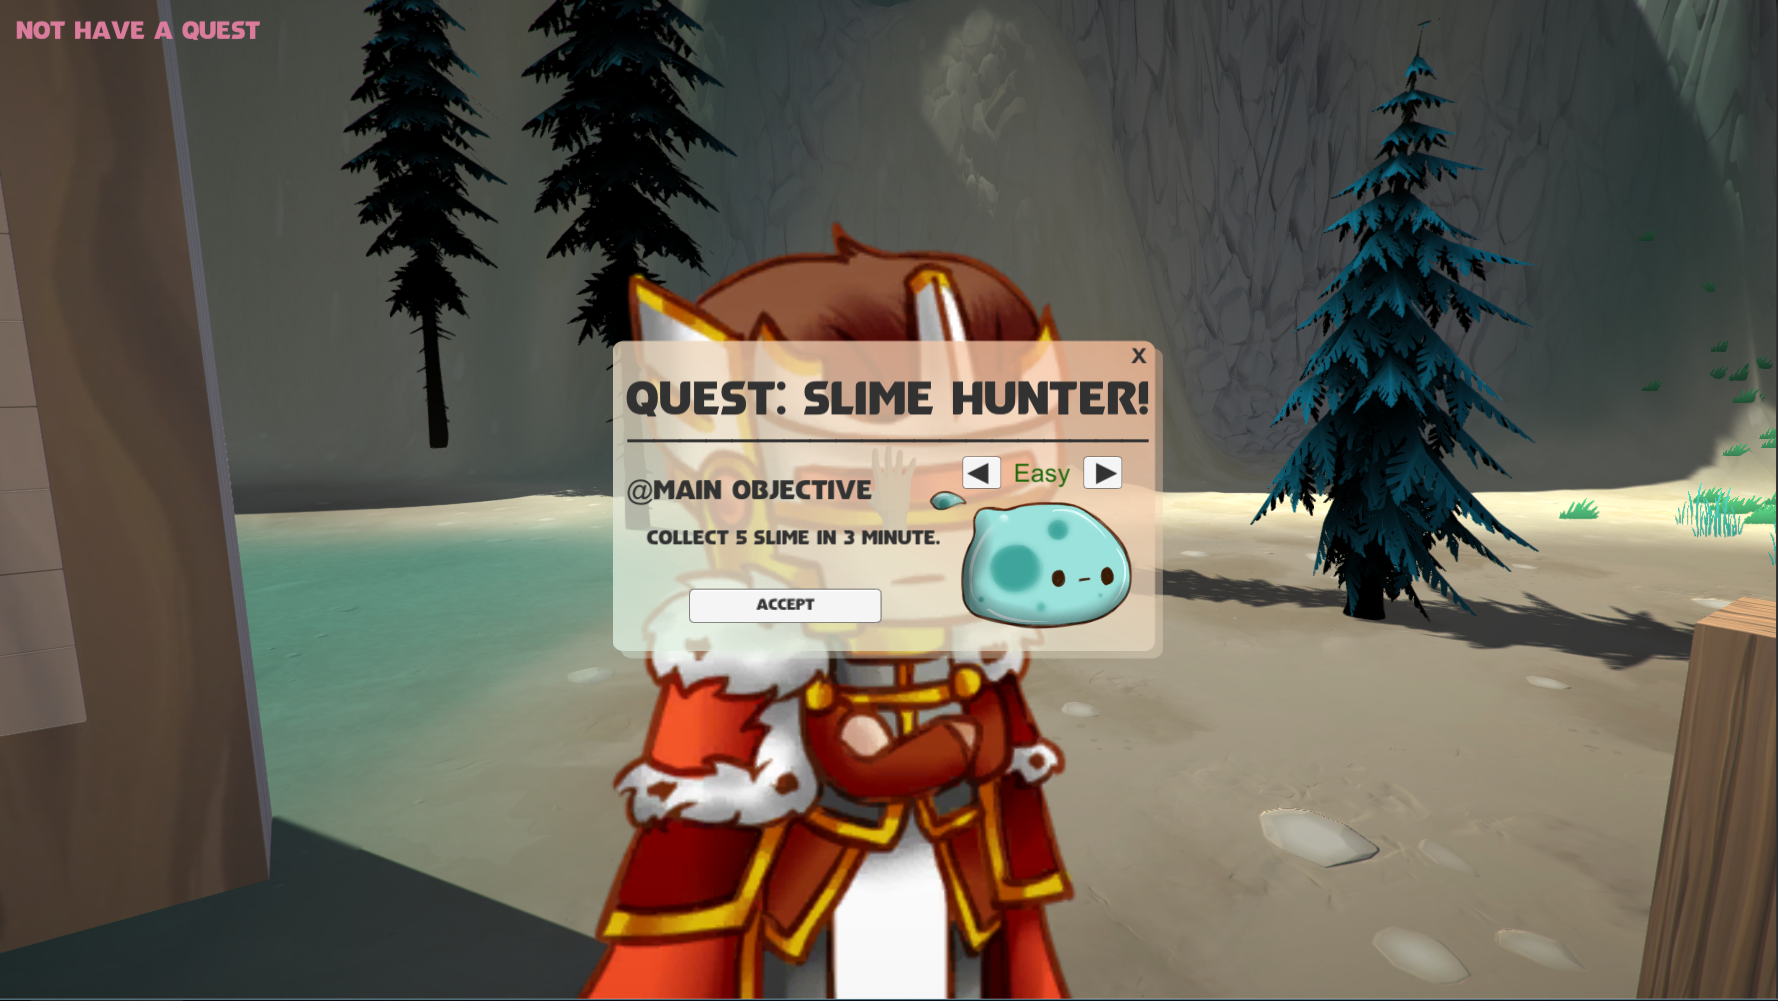 NOT HAVE A QUEST
X
QUEST: SLIME HUNTER!
Easy
@MAIN OBJECTIVE
COLLECT 5 SLIME IN 3 MINUTE.
ACCEPT